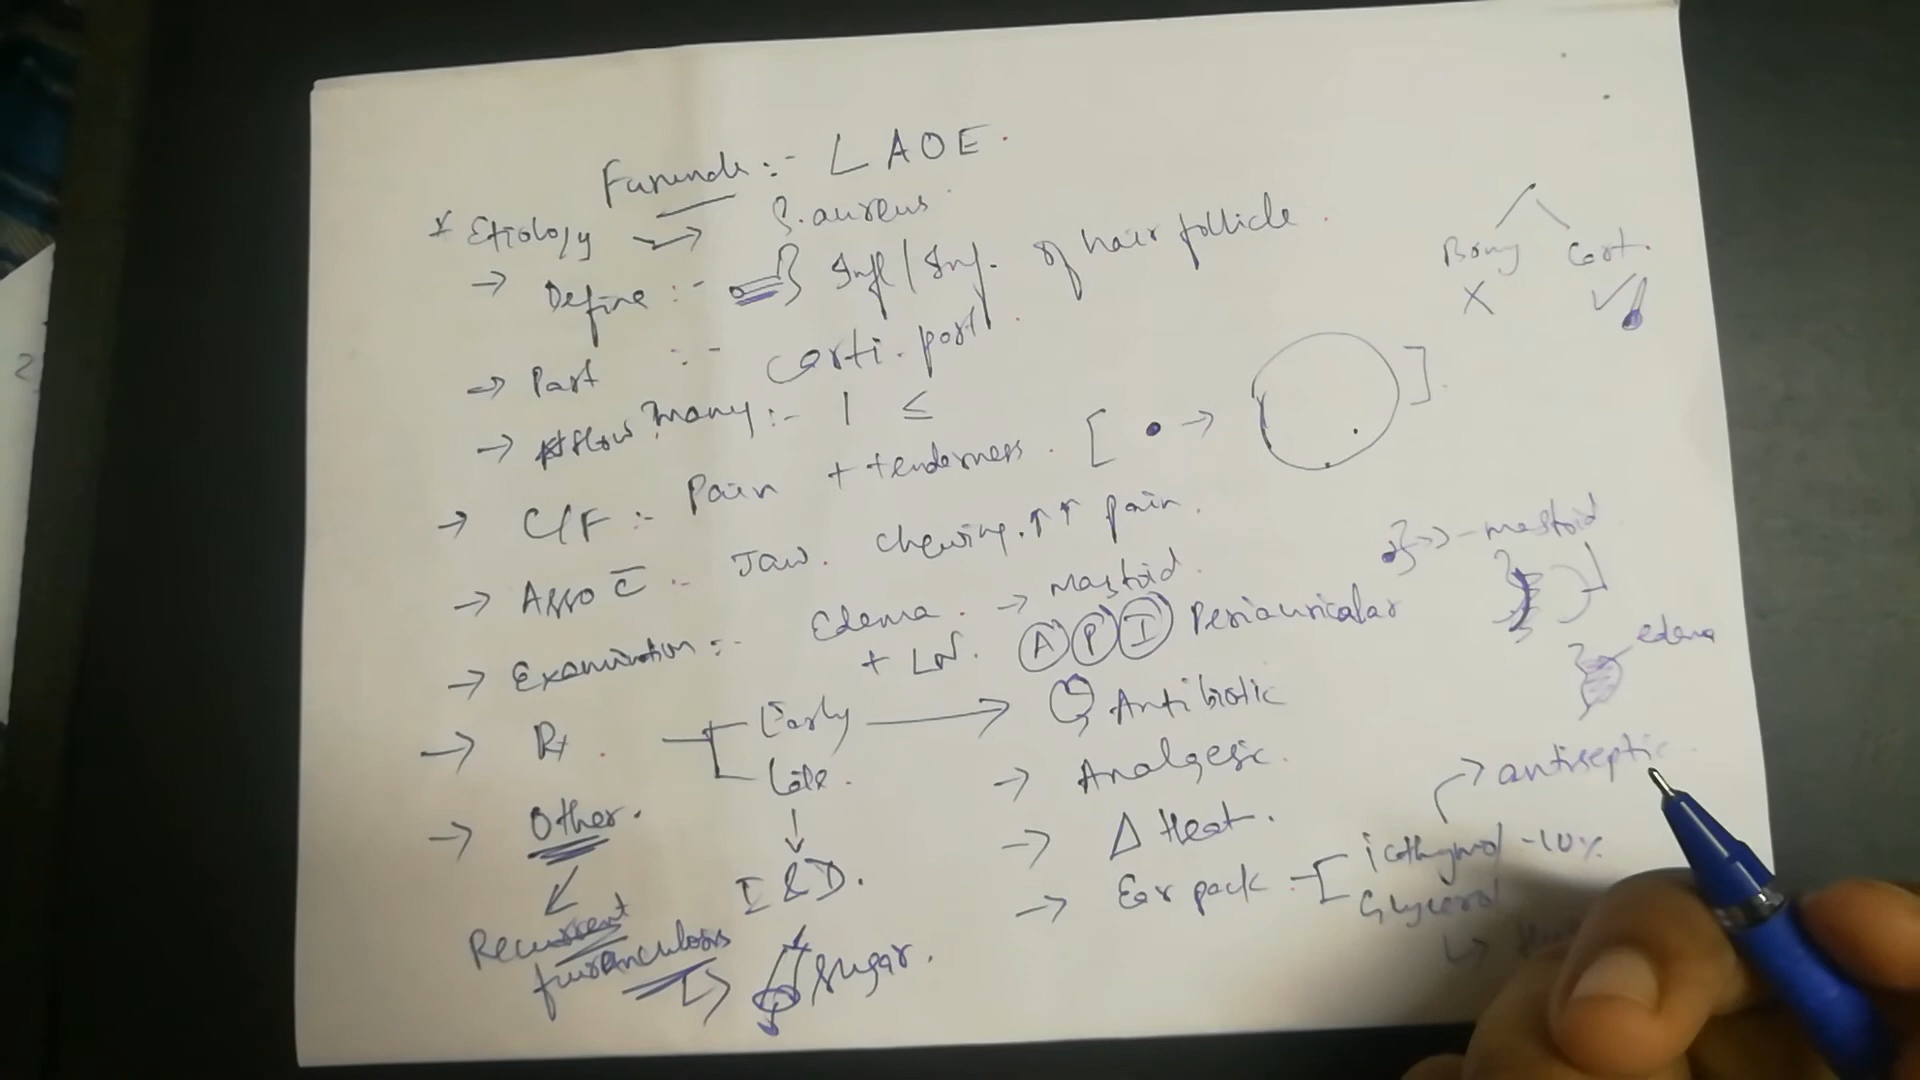 Furuncle :- LAOE.
* Etiology → S. aureus
→ Define :- Infl / Inf. of hair follicle.
Bony Cart.
X ✓
→ Part :- Carti. part.
→ How many :- 1 ≤
→ C/F :- Pain + tenderness. [ • → ].
→ Asso c̅ :- Jaw. Chewing. ↑↑ pain.
→ - mastoid
→ Examination :- Edema. → Mastoid.
+ LN. A P I Periauricular
edema
→ Rx. Early → Antibiotic
Late. → Analgesic.
→ antiseptic
→ Other. → Δ Heat.
↓ I & D. → Ear pack - icthymol - 10%
Glycerol
Recurrent
furunculosis → ↑ sugar.
2